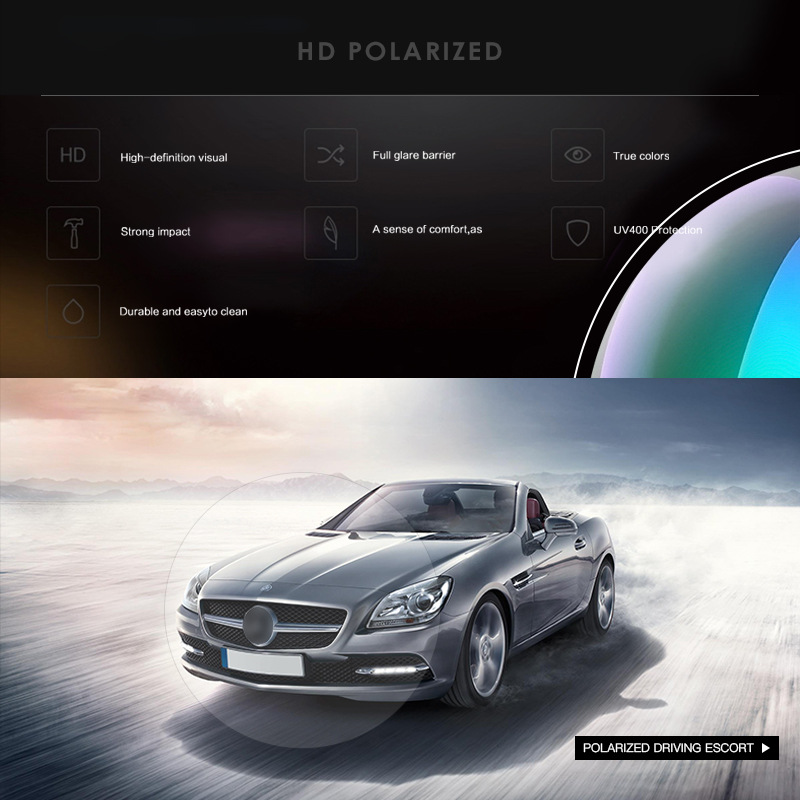 HD POLARIZED
HD
High-definition visual
Full glare barrier
True colors
Strong impact
A sense of comfort,as
UV400 Protection
Durable and easyto clean
POLARIZED DRIVING ESCORT